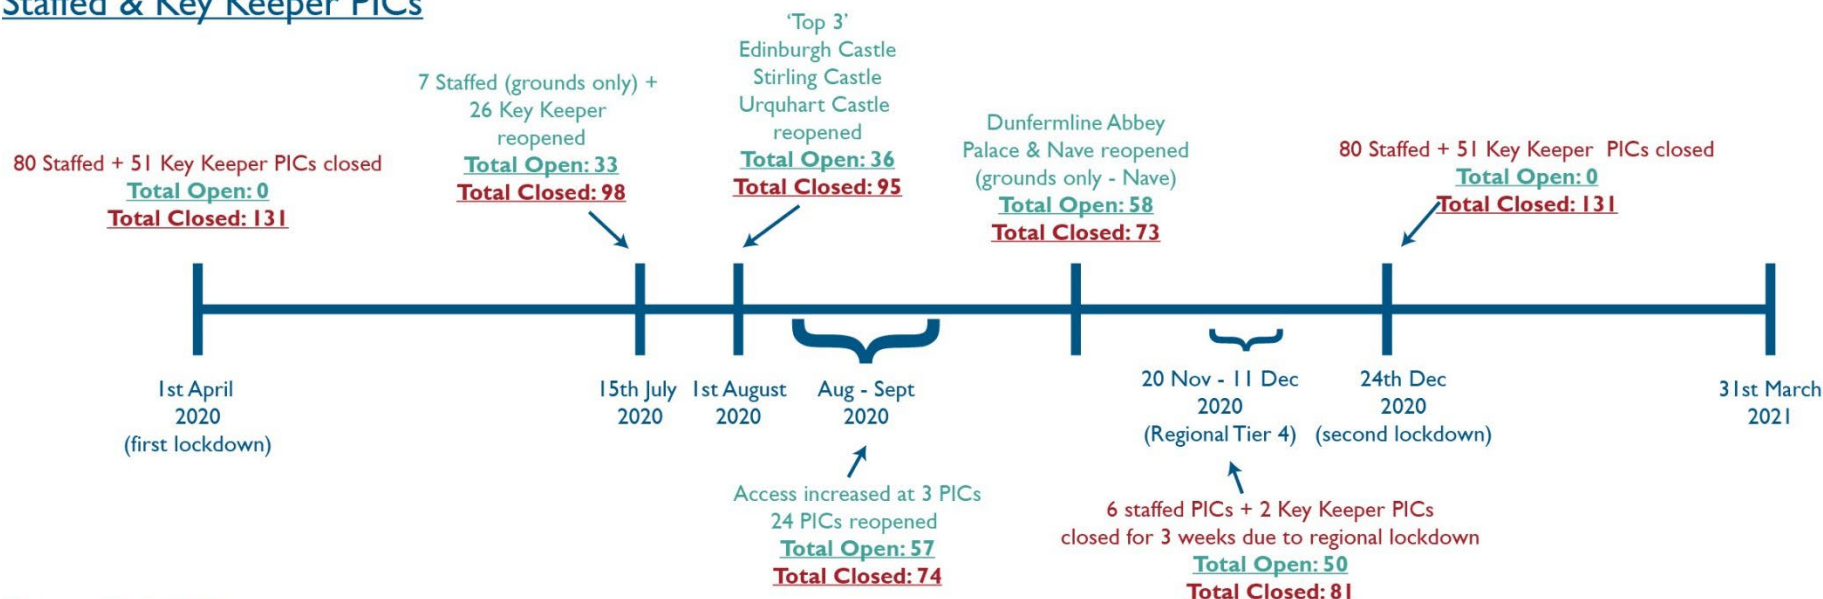 Staffed & Key Keeper PICs
80 Staffed + 51 Key Keeper PICs closed
Total Open: 0
Total Closed: 131
7 Staffed (grounds only) +
26 Key Keeper
reopened
Total Open: 33
Total Closed: 98
‘Top 3’
Edinburgh Castle
Stirling Castle
Urquhart Castle
reopened
Total Open: 36
Total Closed: 95
Dunfermline Abbey
Palace & Nave reopened
(grounds only - Nave)
Total Open: 58
Total Closed: 73
80 Staffed + 51 Key Keeper PICs closed
Total Open: 0
Total Closed: 131
1st April
2020
(first lockdown)
15th July
2020
1st August
2020
Aug - Sept
2020
20 Nov - 11 Dec
2020
(Regional Tier 4)
24th Dec
2020
(second lockdown)
31st March
2021
Access increased at 3 PICs
24 PICs reopened
Total Open: 57
Total Closed: 74
6 staffed PICs + 2 Key Keeper PICs
closed for 3 weeks due to regional lockdown
Total Open: 50
Total Closed: 81